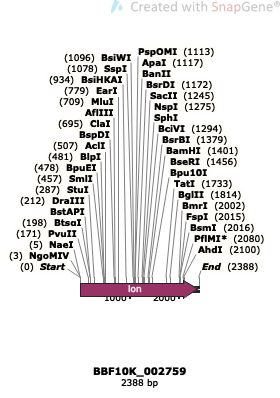 Created with SnapGene®
(1096) BsiWI
(1078) SspI
(934) BsiHKAI
(779) EarI
(709) MluI
AflIII
(695) ClaI
BspDI
(507) AclI
(481) BlpI
(478) BpuEI
(457) SmlI
(287) StuI
(212) DraIII
BstAPI
(198) BtsαI
(171) PvuII
(5) NaeI
(3) NgoMIV
(0) Start
PspOMI (1113)
ApaI (1117)
BanII
BsrDI (1172)
SacII (1245)
NspI (1275)
SphI
BciVI (1294)
BsrBI (1379)
BamHI (1401)
BseRI (1456)
Bpu10I
TatI (1733)
BglII (1814)
BmrI (2002)
FspI (2015)
BsmI (2016)
PflMI* (2080)
AhdI (2100)
End (2388)
lon
1000 2000
BBF10K_002759
2388 bp